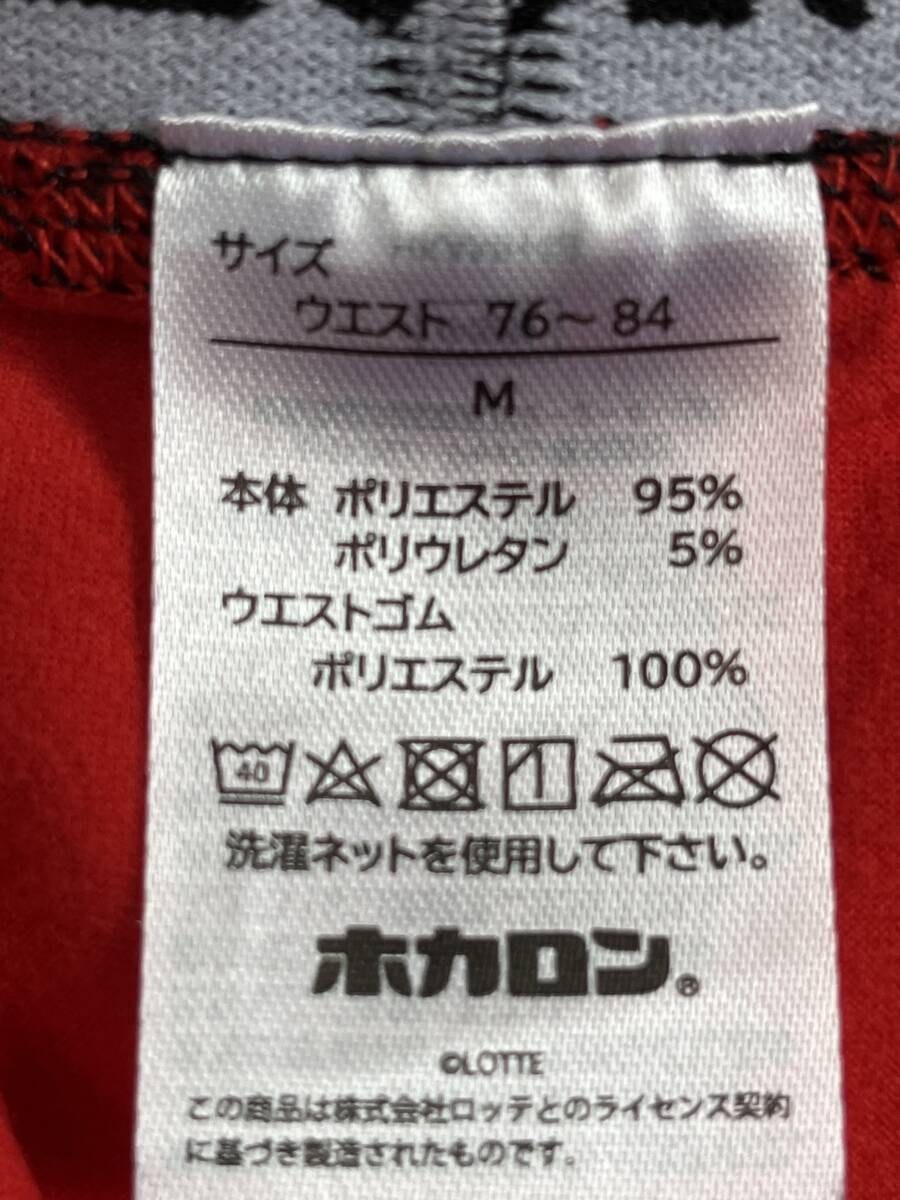 サイズ
ウエスト 76～84
M
本体 ポリエステル 95%
ポリウレタン 5%
ウエストゴム
ポリエステル 100%
40
洗濯ネットを使用して下さい。
ホカロン®
©LOTTE
この商品は株式会社ロッテとのライセンス契約
に基づき製造されたものです。